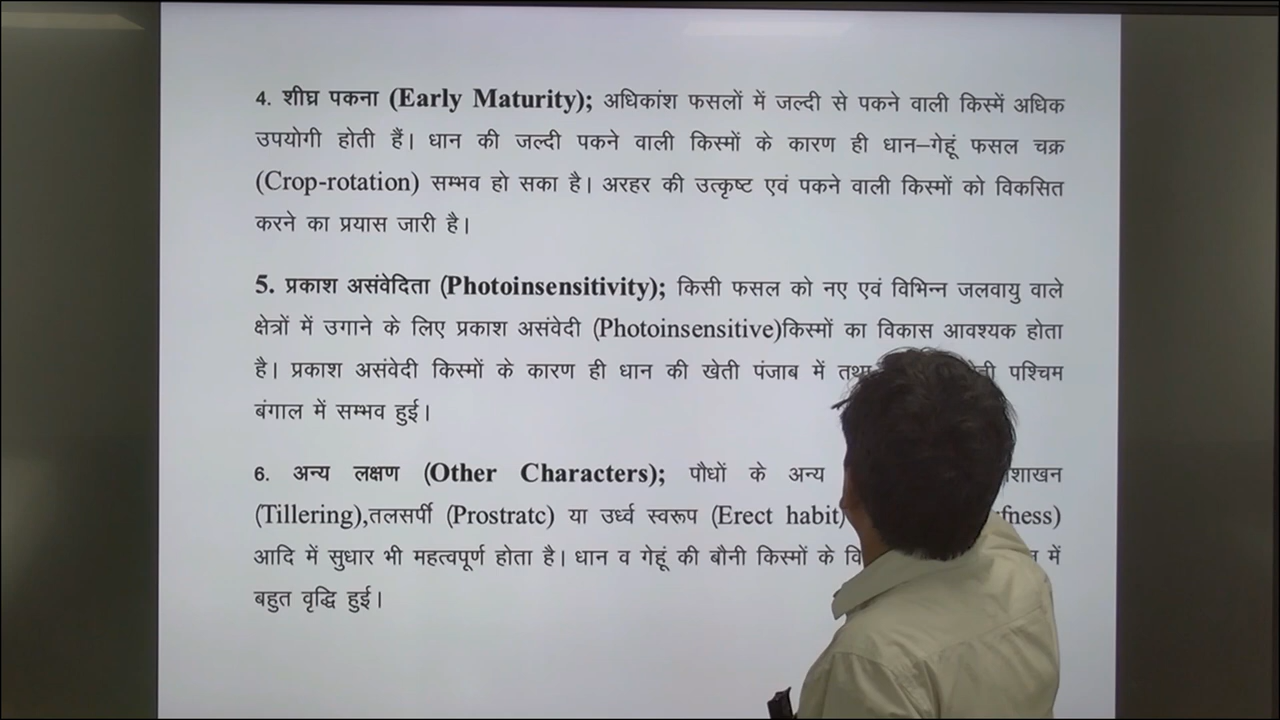 4. शीघ्र पकना (Early Maturity); अधिकांश फसलों में जल्दी से पकने वाली किस्में अधिक
उपयोगी होती हैं। धान की जल्दी पकने वाली किस्मों के कारण ही धान–गेहूं फसल चक्र
(Crop-rotation) सम्भव हो सका है। अरहर की उत्कृष्ट एवं पकने वाली किस्मों को विकसित
करने का प्रयास जारी है।
5. प्रकाश असंवेदिता (Photoinsensitivity); किसी फसल को नए एवं विभिन्न जलवायु वाले
क्षेत्रों में उगाने के लिए प्रकाश असंवेदी (Photoinsensitive)किस्मों का विकास आवश्यक होता
है। प्रकाश असंवेदी किस्मों के कारण ही धान की खेती पंजाब में पश्चिम
बंगाल में सम्भव हुई।
6. अन्य लक्षण (Other Characters); पौधों के अन्य
(Tillering),तलसर्पी (Prostratc) या उर्ध्व स्वरूप (Erect habit)
आदि में सुधार भी महत्वपूर्ण होता है। धान व गेहूं की बौनी किस्मों के में
बहुत वृद्धि हुई।